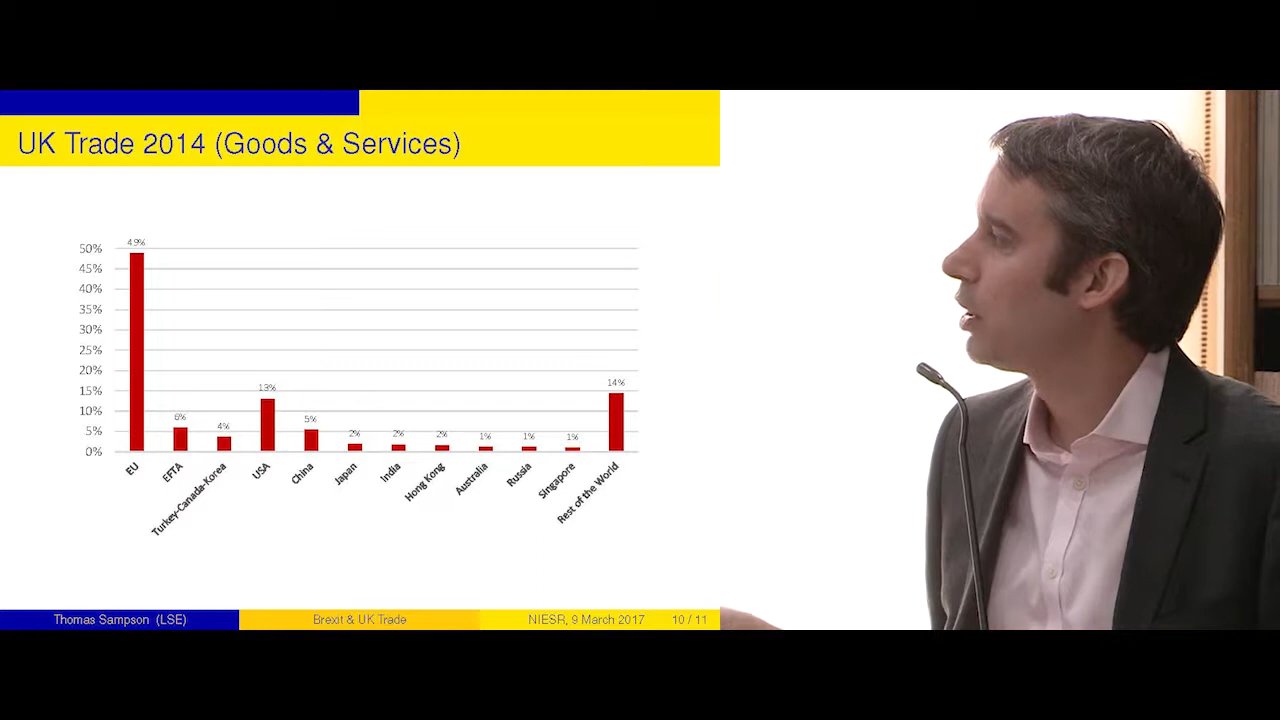 UK Trade 2014 (Goods & Services)
49%
50%
45%
40%
35%
30%
25%
20%
15%
10%
5%
0%
6%
4%
13%
5%
2%
2%
2%
1%
1%
1%
14%
EU
EFTA
Turkey-Canada-Korea
USA
China
Japan
India
Hong Kong
Australia
Russia
Singapore
Rest of the World
Thomas Sampson (LSE)
Brexit & UK Trade
NIESR, 9 March 2017
10 / 11